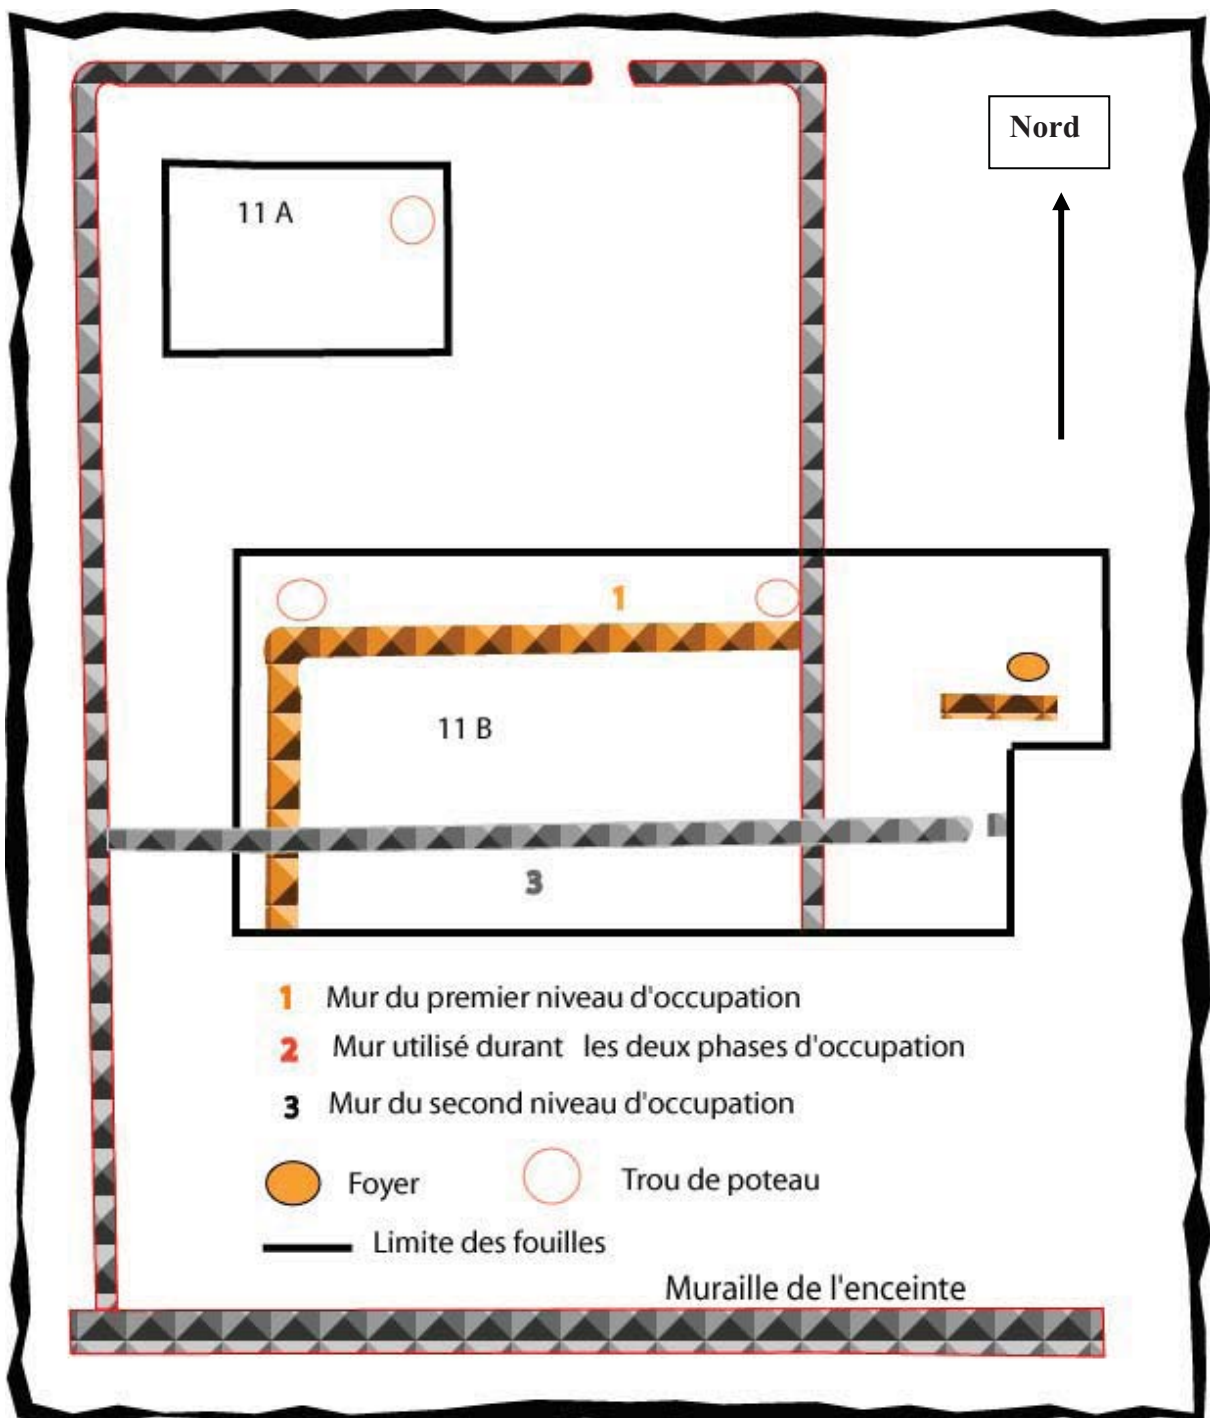 Nord
11 A
1
11 B
3
1 Mur du premier niveau d'occupation
2 Mur utilisé durant les deux phases d'occupation
3 Mur du second niveau d'occupation
Foyer Trou de poteau
Limite des fouilles
Muraille de l'enceinte